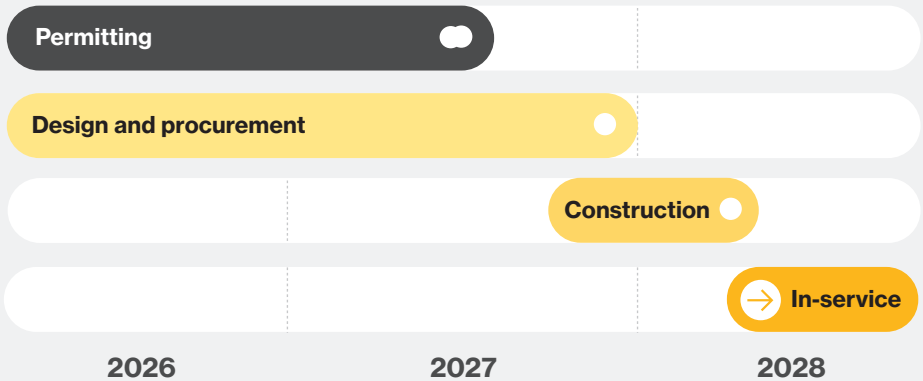 Permitting
Design and procurement
Construction
In-service
2026 2027 2028